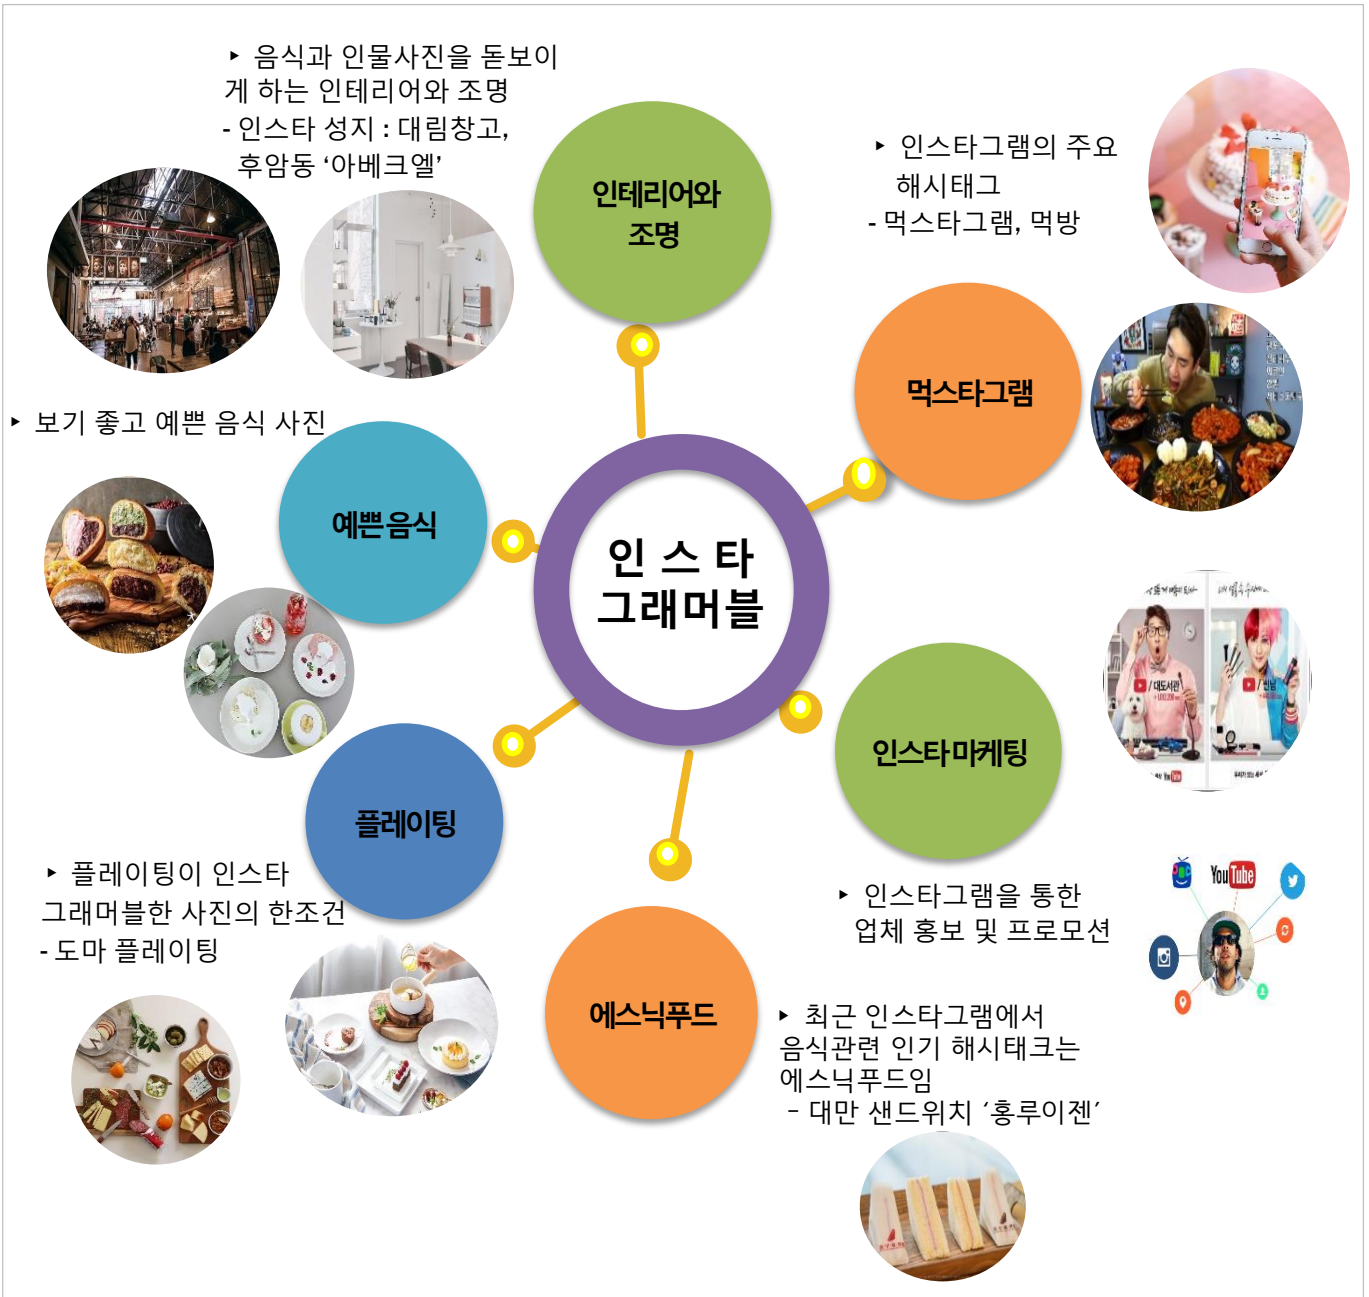 ▸ 음식과 인물사진을 돋보이
게 하는 인테리어와 조명
- 인스타 성지 : 대림창고,
후암동 ‘아베크엘’
인테리어와
조명
▸ 인스타그램의 주요
해시태그
- 먹스타그램, 먹방
먹스타그램
▸ 보기 좋고 예쁜 음식 사진
예쁜 음식
인 스 타
그래머블
인스타 마케팅
/ 대도서관
/ 씬님
YouTube
▸ 인스타그램을 통한
업체 홍보 및 프로모션
플레이팅
▸ 플레이팅이 인스타
그래머블한 사진의 한조건
- 도마 플레이팅
에스닉푸드
▸ 최근 인스타그램에서
음식관련 인기 해시태크는
에스닉푸드임
- 대만 샌드위치 ‘홍루이젠’